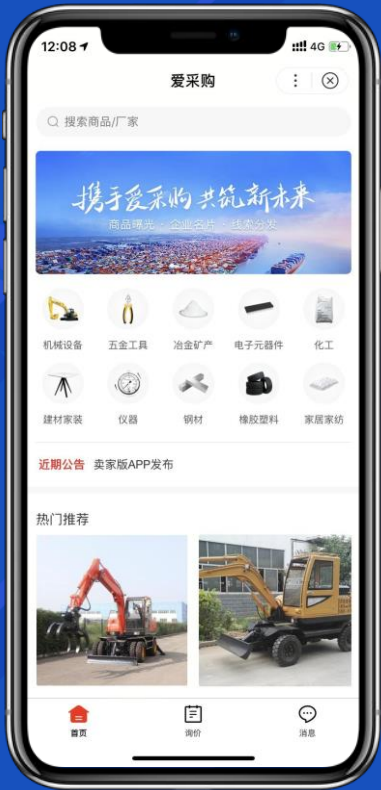 12:08 4G
爱采购
搜索商品/厂家
携手爱采购 共筑新未来
商品曝光 · 企业名片 · 线索分发
机械设备 五金工具 冶金矿产 电子元器件 化工
建材家装 仪器 钢材 橡胶塑料 家居家纺
近期公告 卖家版APP发布
热门推荐
首页 询价 消息